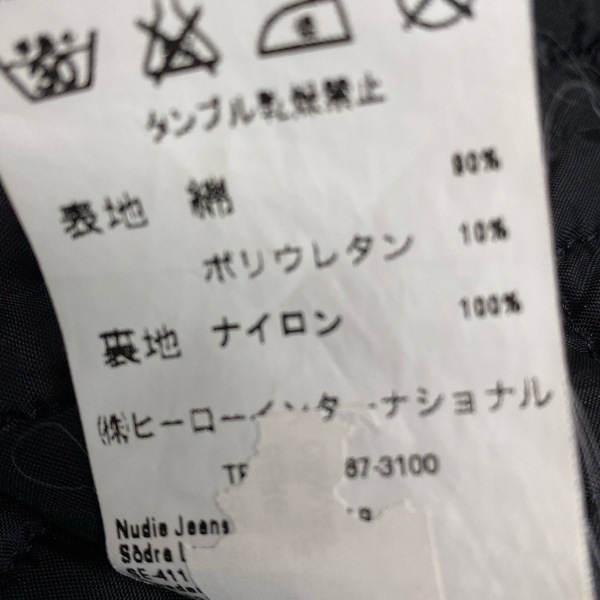 タンブル乾燥禁止
表地 綿 90%
ポリウレタン 10%
裏地 ナイロン 100%
㈱ヒーローインターナショナル
87-3100
Nudie Jeans
Södra